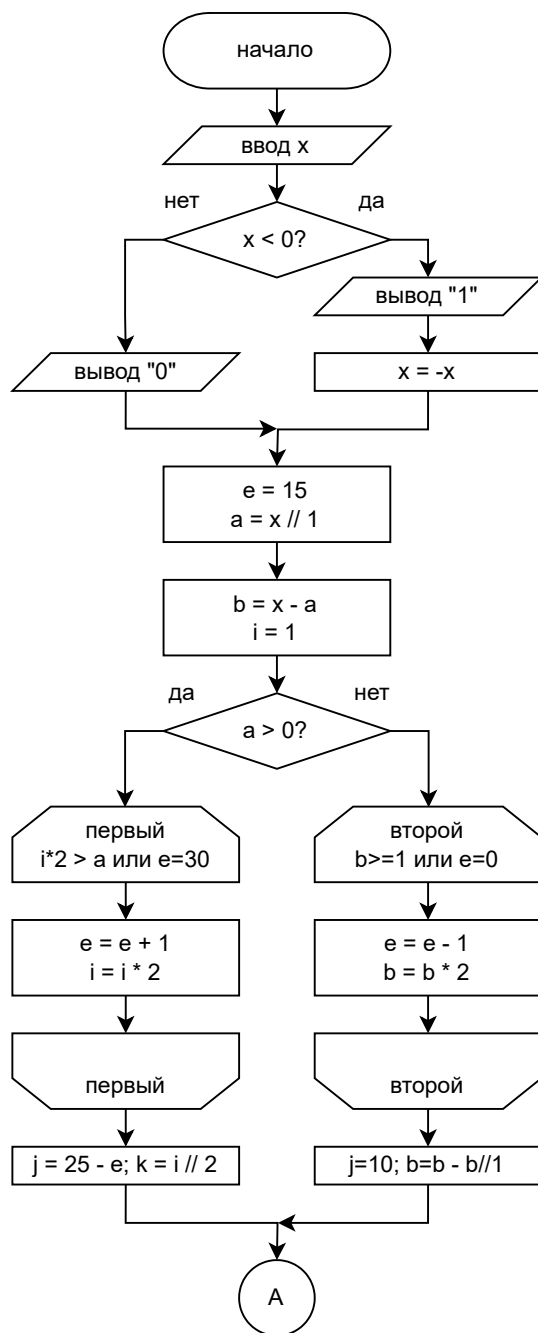 начало
ввод x
нет
да
x < 0?
вывод "1"
вывод "0"
x = -x
e = 15
a = x // 1
b = x - a
i = 1
да
нет
a > 0?
первый
i*2 > a или e=30
второй
b>=1 или e=0
e = e + 1
i = i * 2
e = e - 1
b = b * 2
первый
второй
j = 25 - e; k = i // 2
j=10; b=b - b//1
A